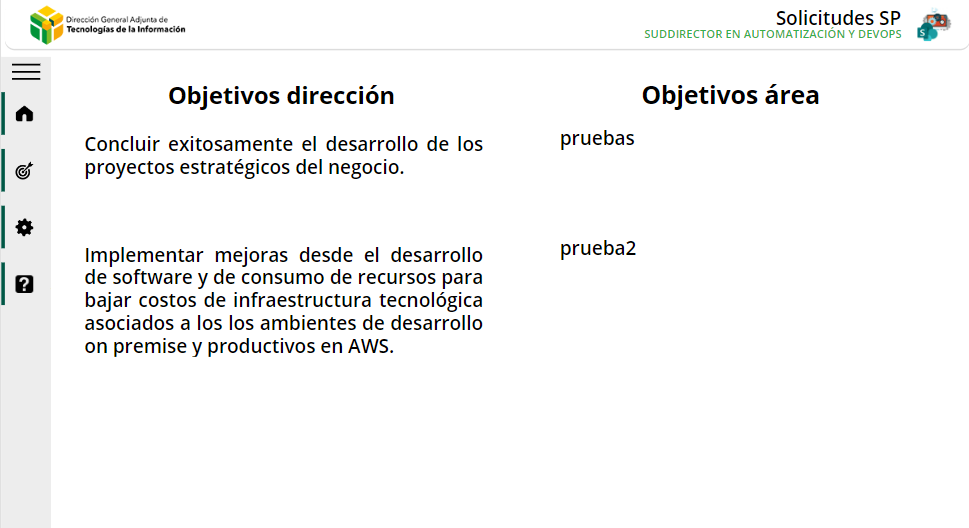 Dirección General Adjunta de
Tecnologías de la Información
Solicitudes SP
SUDDIRECTOR EN AUTOMATIZACIÓN Y DEVOPS
Objetivos dirección
Objetivos área
Concluir exitosamente el desarrollo de los
proyectos estratégicos del negocio.
pruebas
Implementar mejoras desde el desarrollo
de software y de consumo de recursos para
bajar costos de infraestructura tecnológica
asociados a los los ambientes de desarrollo
on premise y productivos en AWS.
prueba2